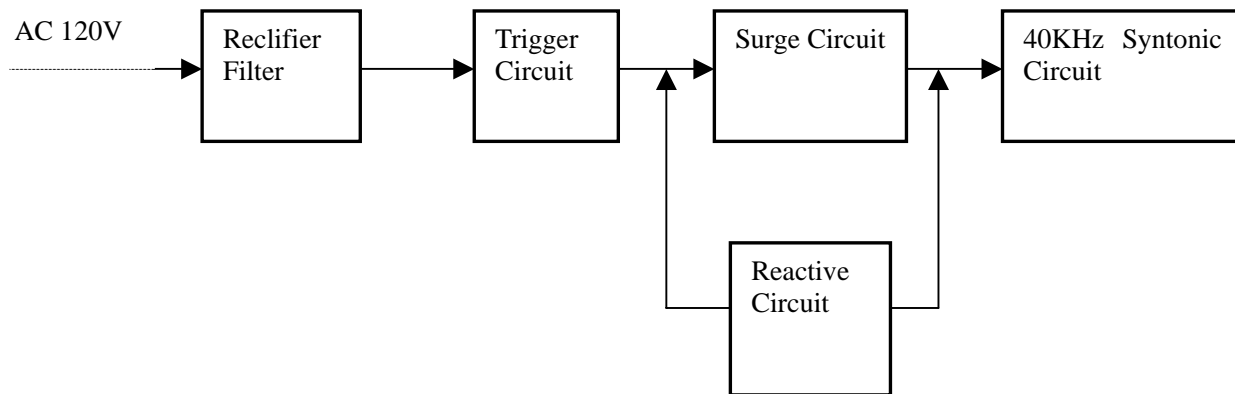 AC 120V
Reclifier
Filter
Trigger
Circuit
Surge Circuit
40KHz Syntonic
Circuit
Reactive
Circuit